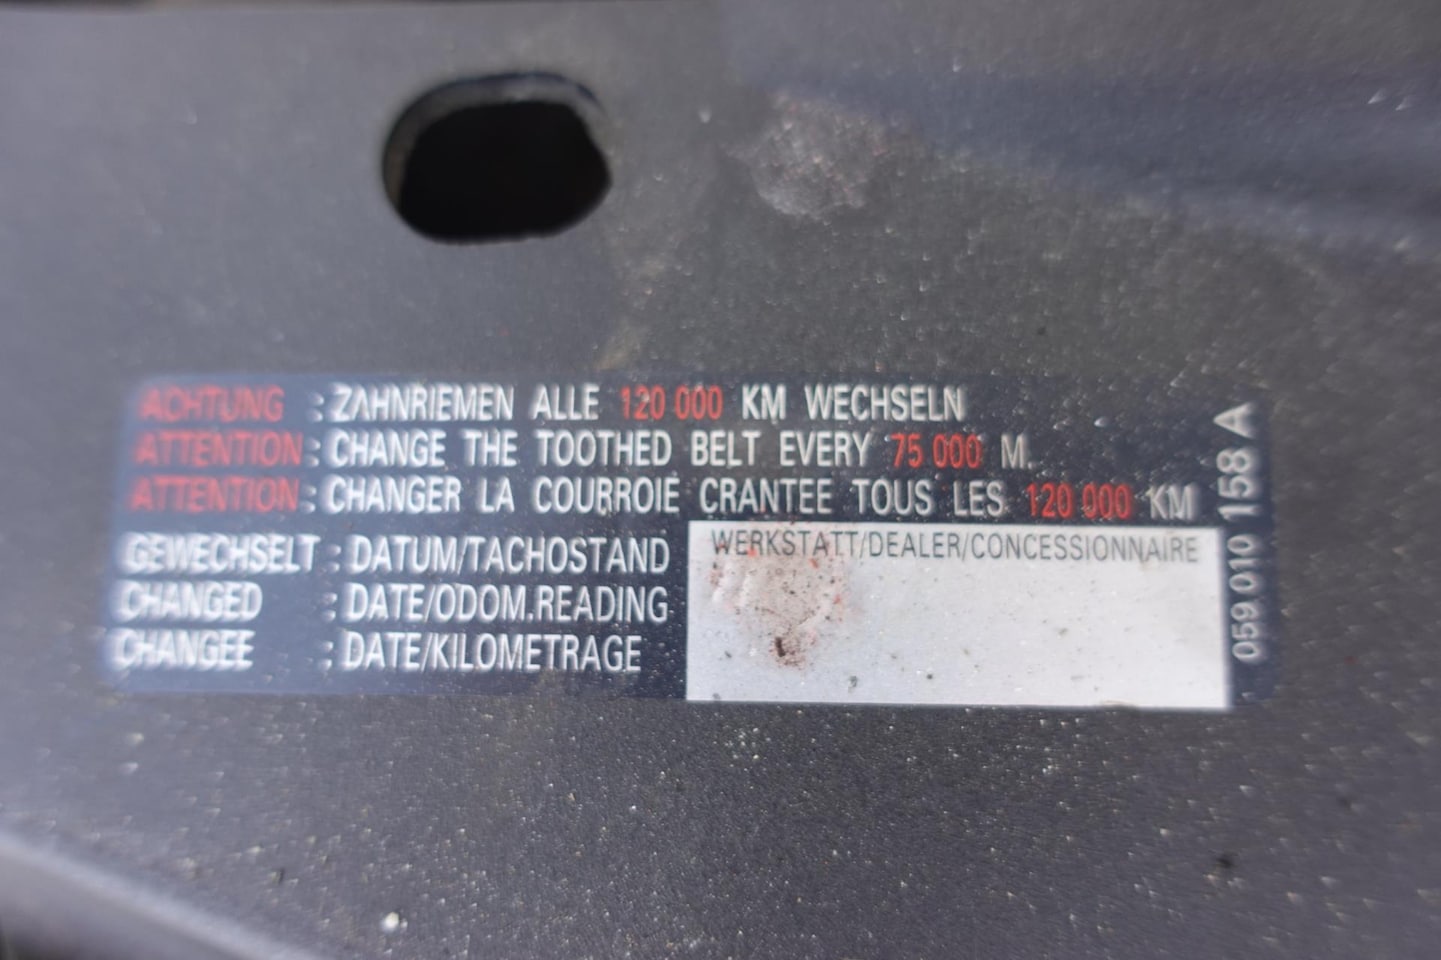 ACHTUNG : ZAHNRIEMEN ALLE 120 000 KM WECHSELN
ATTENTION : CHANGE THE TOOTHED BELT EVERY 75 000 M.
ATTENTION : CHANGER LA COURROIE CRANTEE TOUS LES 120 000 KM
GEWECHSELT : DATUM/TACHOSTAND
CHANGED : DATE/ODOM.READING
CHANGEE : DATE/KILOMETRAGE
WERKSTATT/DEALER/CONCESSIONNAIRE
059 010 158 A